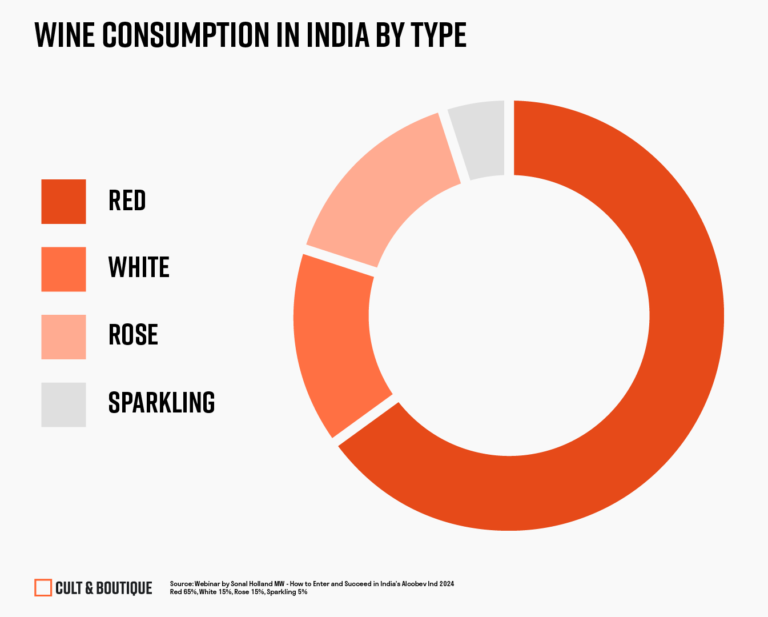 WINE CONSUMPTION IN INDIA BY TYPE
RED
WHITE
ROSE
SPARKLING
CULT & BOUTIQUE
Source: Webinar by Sonal Holland MW - How to Enter and Succeed in India's Alcobev Ind 2024
Red 65%, White 15%, Rose 15%, Sparkling 5%